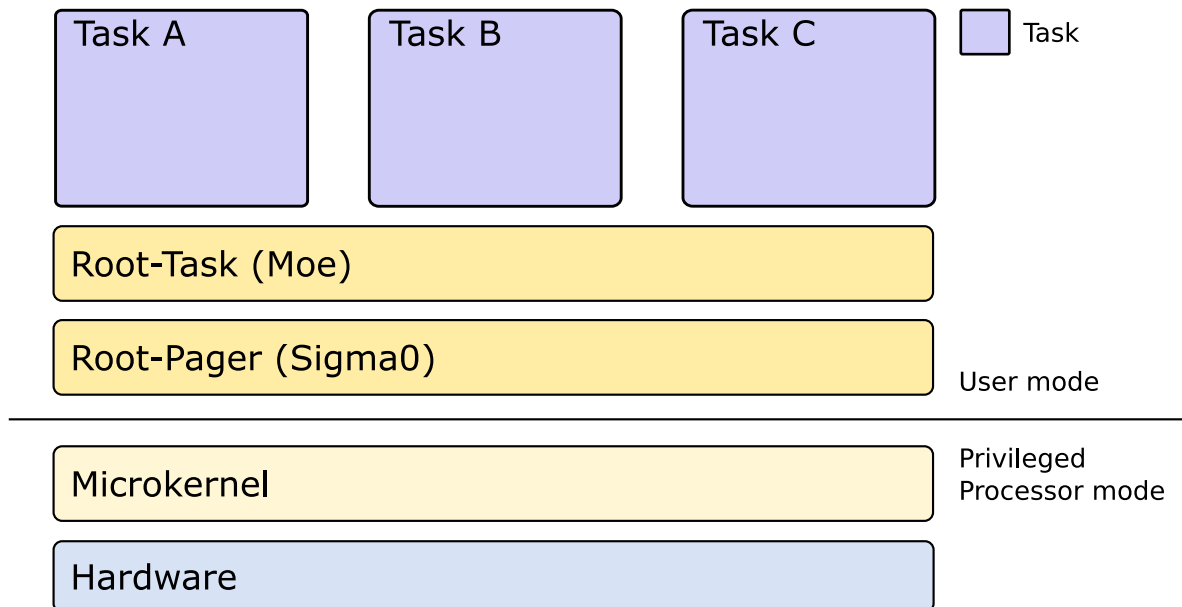 Task A
Task B
Task C
Task
Root-Task (Moe)
Root-Pager (Sigma0)
User mode
Microkernel
Privileged
Processor mode
Hardware